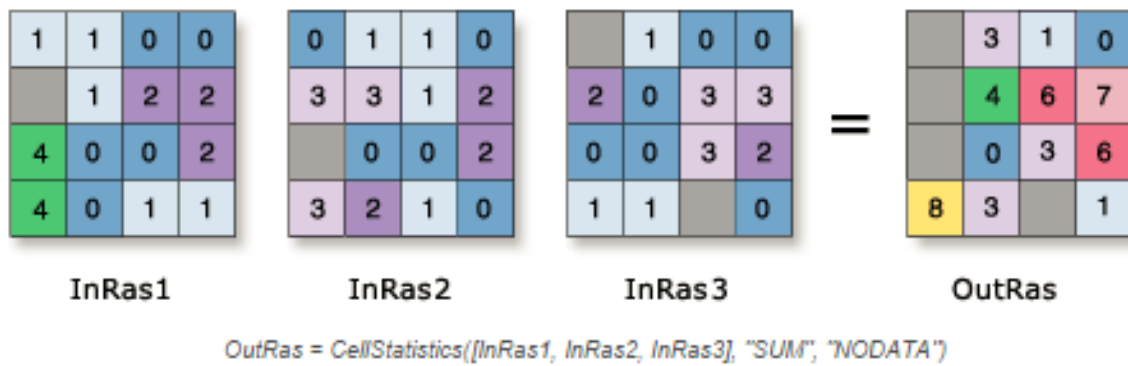 1 1 0 0 0 1 1 0 1 0 0 3 1 0
1 2 2 3 3 1 2 2 0 3 3 4 6 7
=
4 0 0 2 0 0 2 0 0 3 2 0 3 6
4 0 1 1 3 2 1 0 1 1 0 8 3 1
InRas1 InRas2 InRas3 OutRas
OutRas = CellStatistics([InRas1, InRas2, InRas3], "SUM", "NODATA")